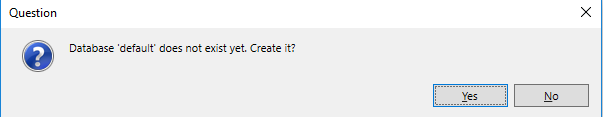 Question
Database 'default' does not exist yet. Create it?
Yes
No